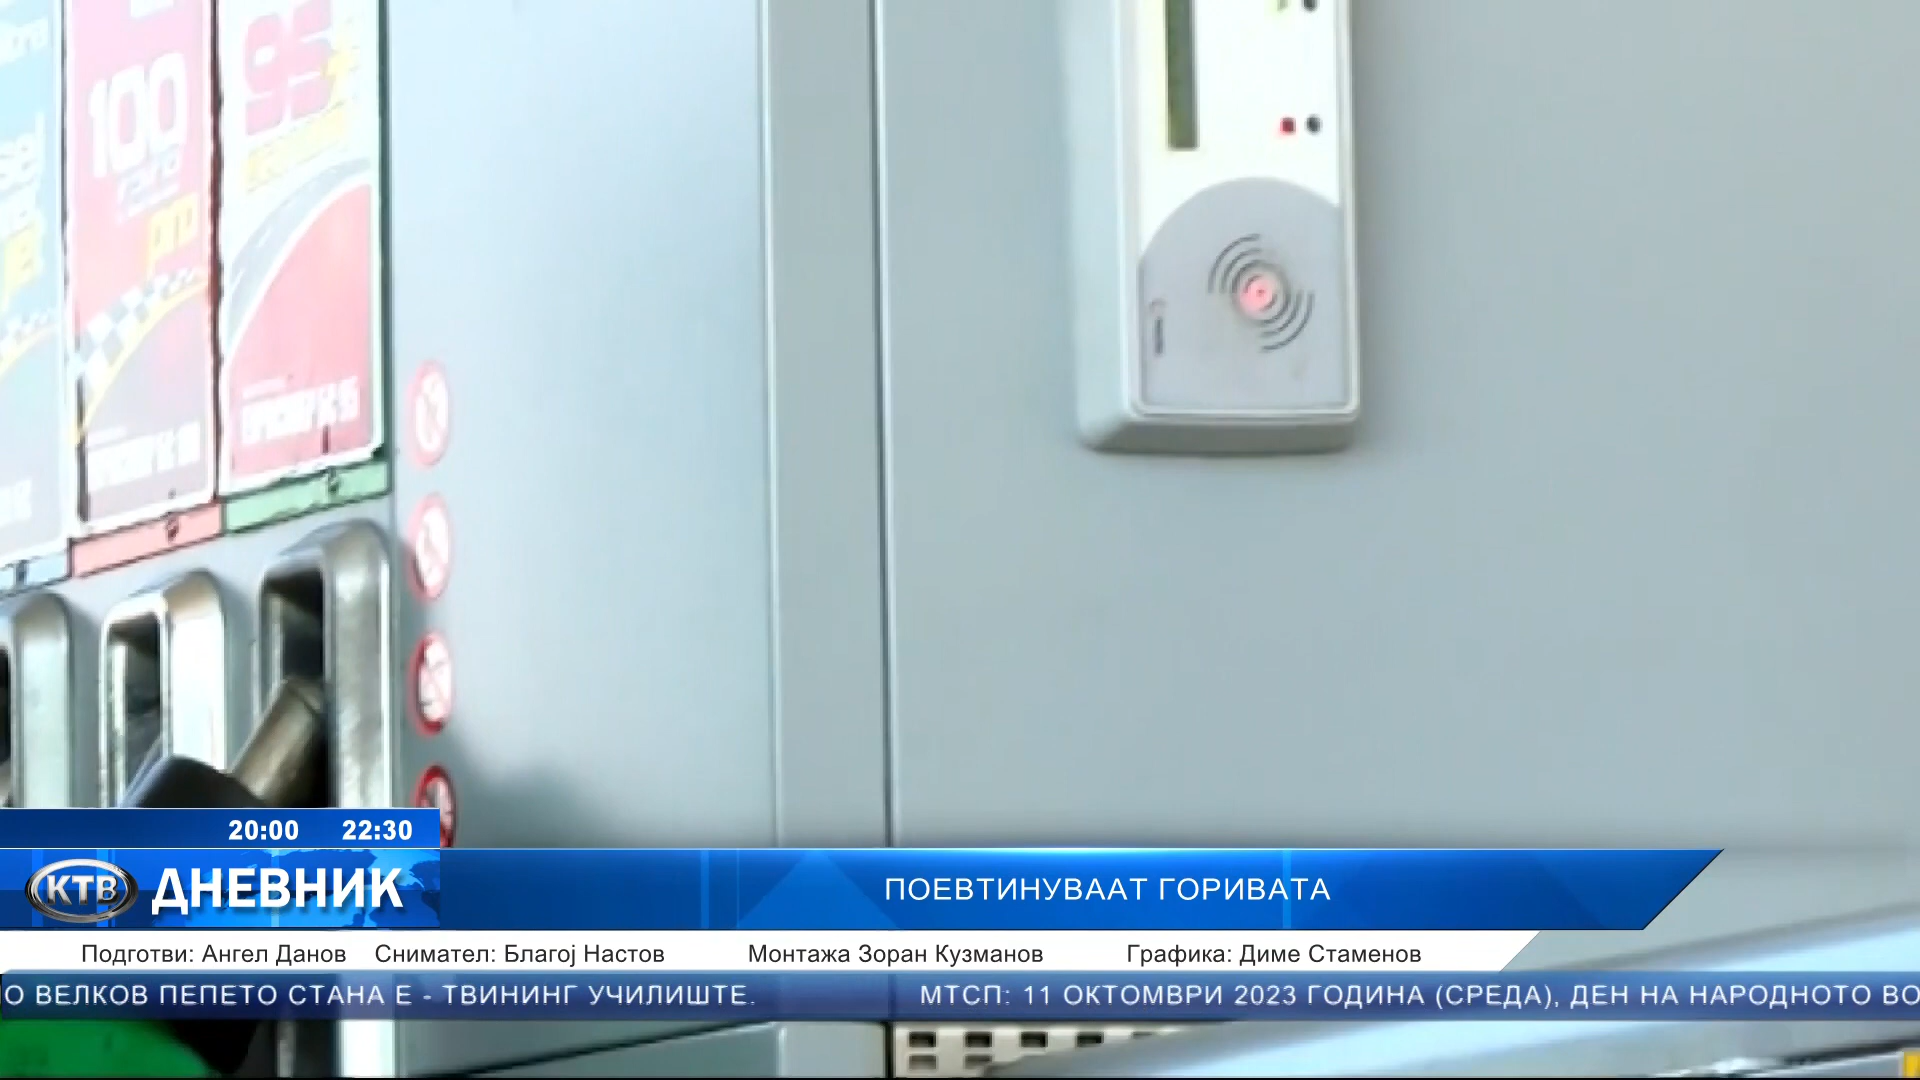 100
95
pro
20:00 22:30
КТВ ДНЕВНИК
ПОЕВТИНУВААТ ГОРИВАТА
Подготви: Ангел Данов Снимател: Благој Настов Монтажа Зоран Кузманов Графика: Диме Стаменов
О ВЕЛКОВ ПЕПЕТО СТАНА Е - ТВИНИНГ УЧИЛИШТЕ. МТСП: 11 ОКТОМВРИ 2023 ГОДИНА (СРЕДА), ДЕН НА НАРОДНОТО ВО